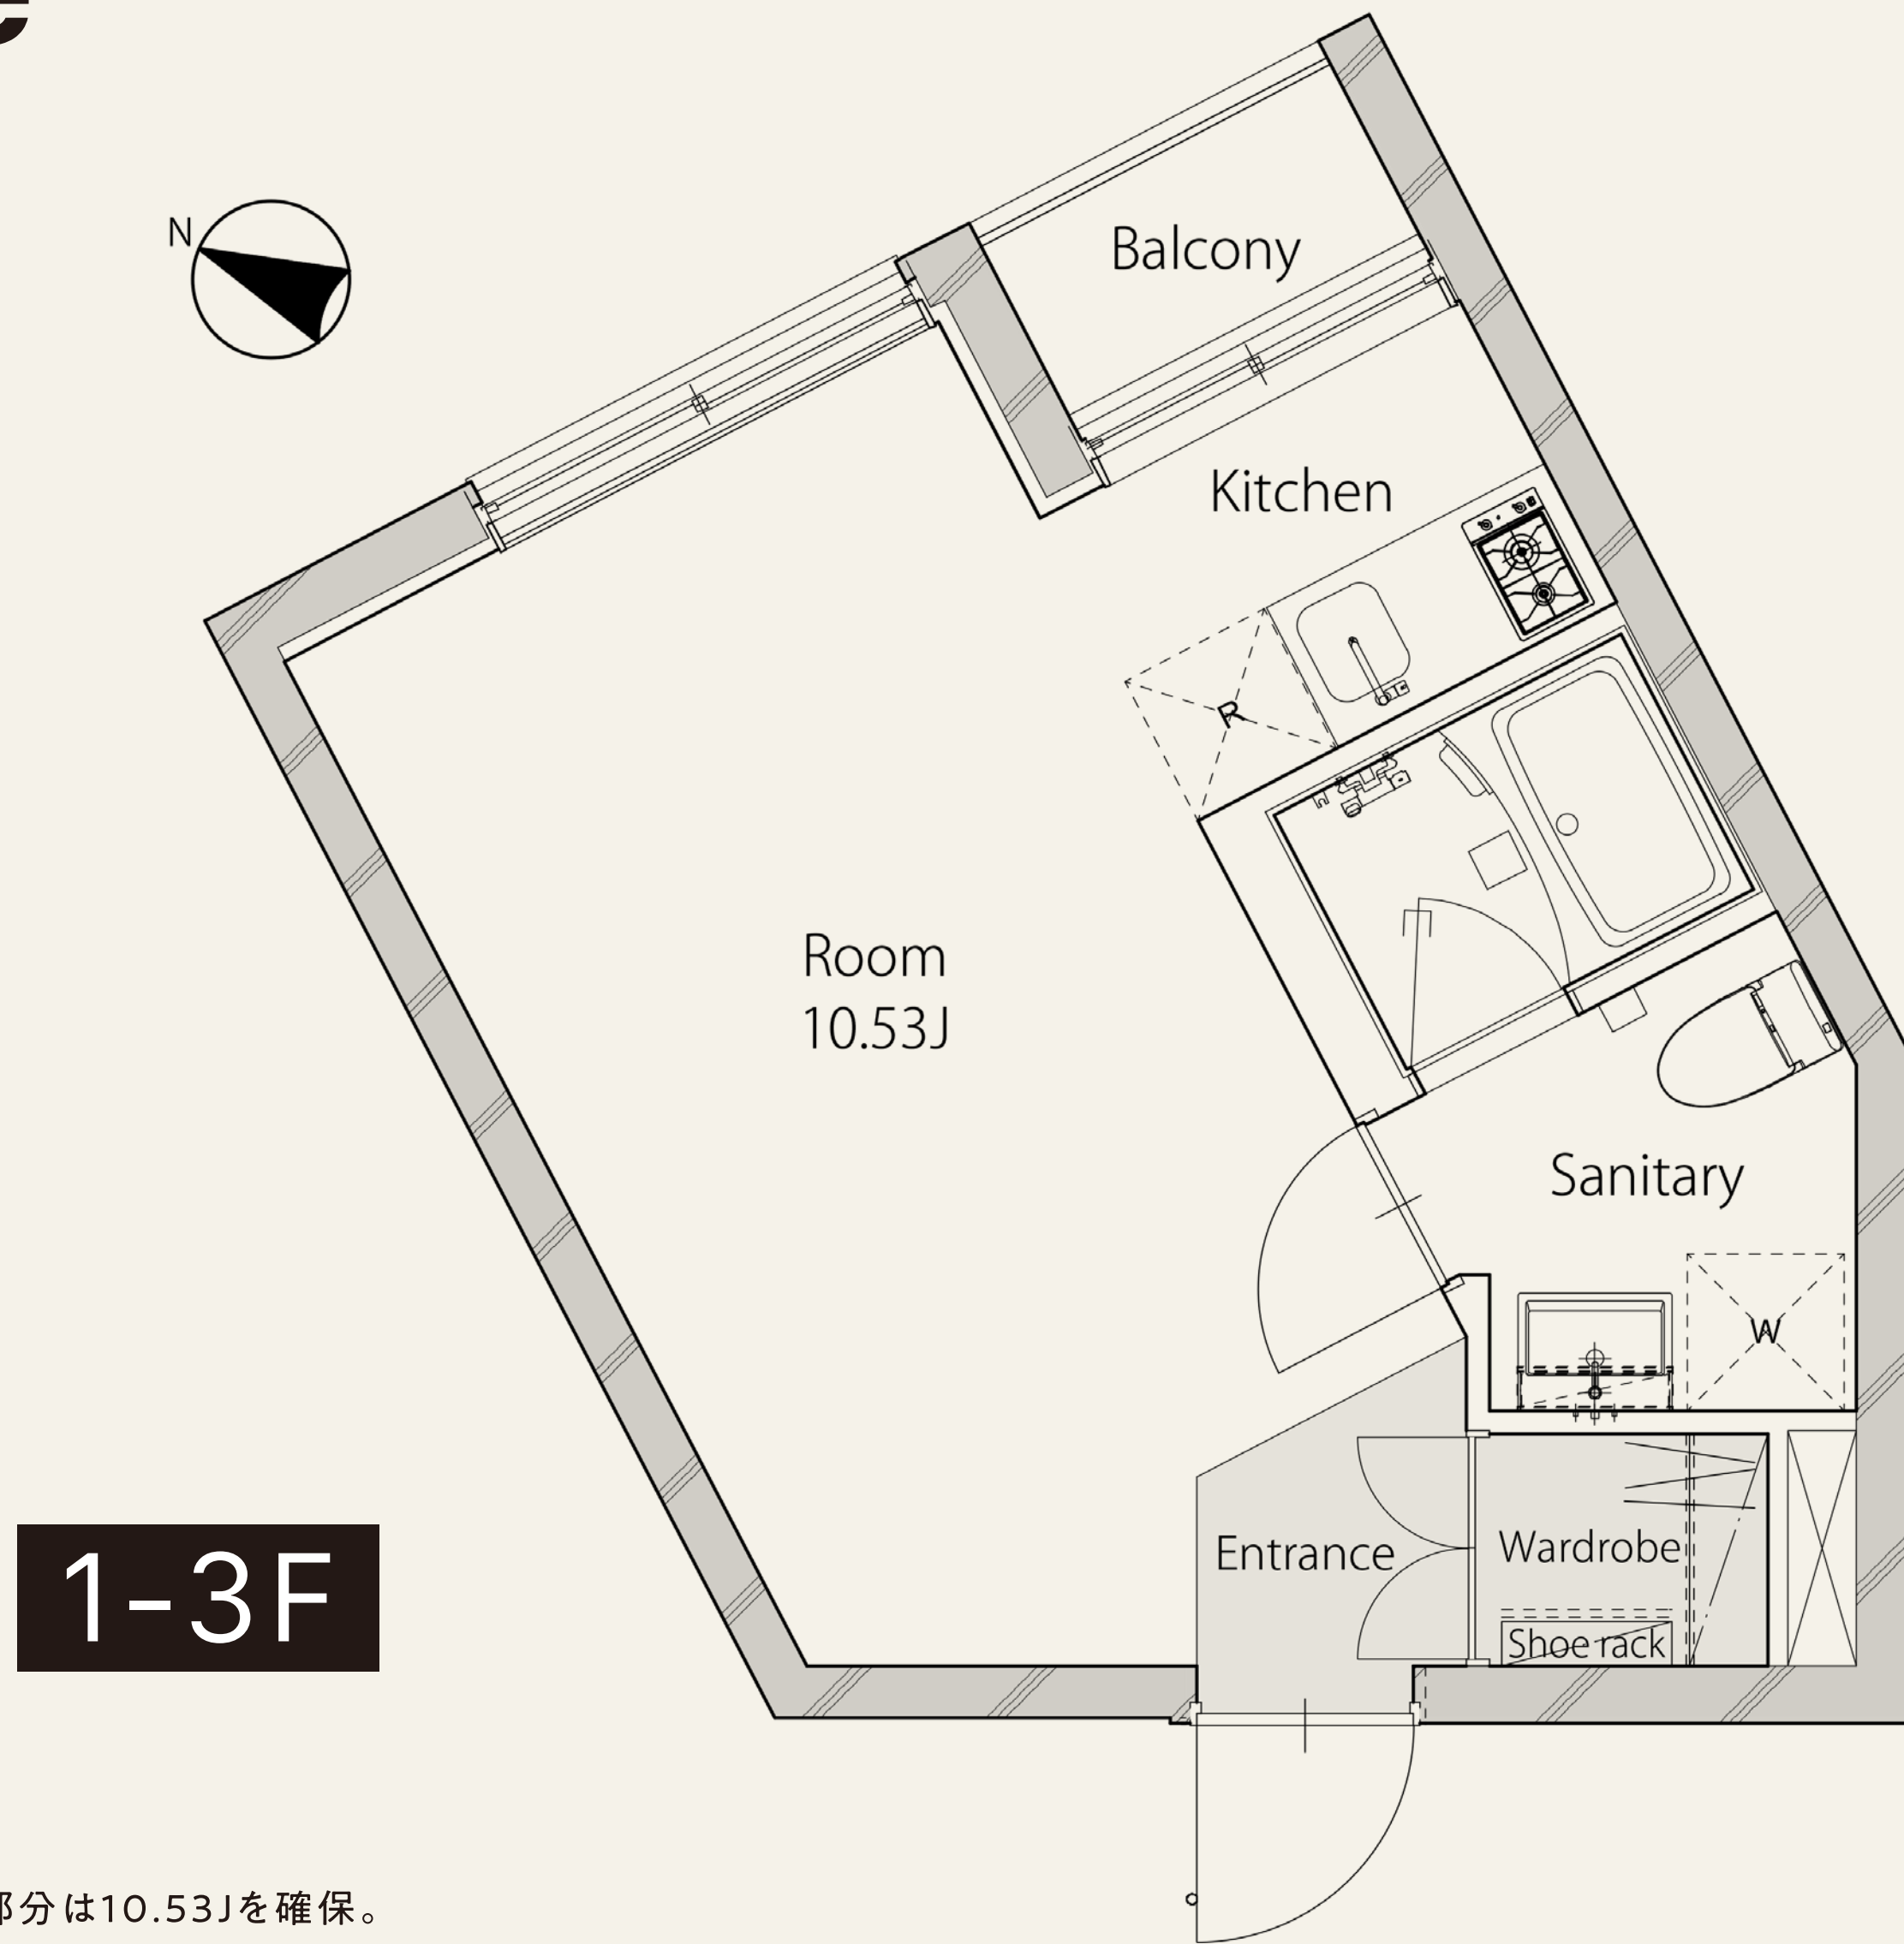 N
Balcony
Kitchen
R
Room
10.53J
Sanitary
W
Entrance
Wardrobe
Shoe rack
1-3F
部分は10.53Jを確保。